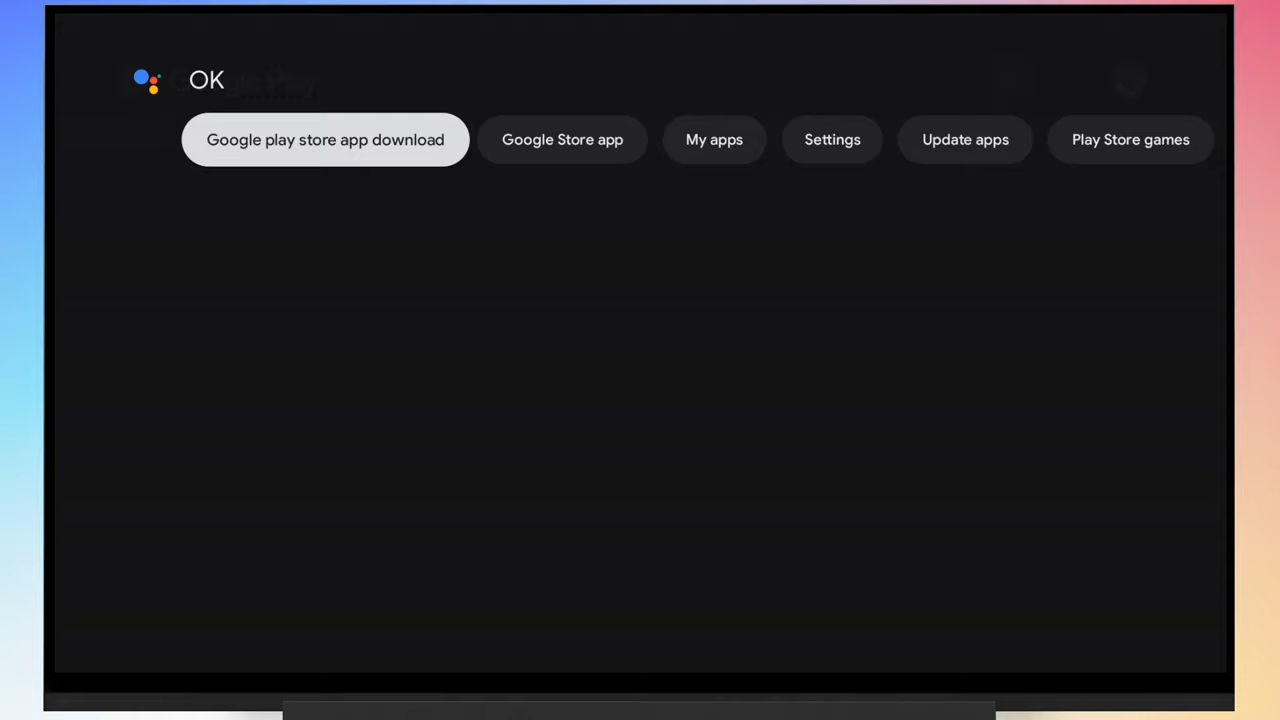 OK
Google play store app download
Google Store app
My apps
Settings
Update apps
Play Store games